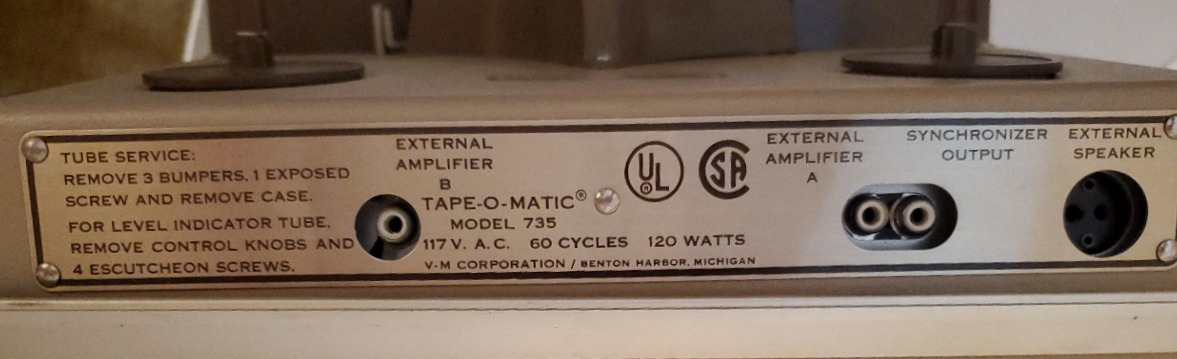 TUBE SERVICE:
REMOVE 3 BUMPERS, 1 EXPOSED
SCREW AND REMOVE CASE.
FOR LEVEL INDICATOR TUBE,
REMOVE CONTROL KNOBS AND
4 ESCUTCHEON SCREWS.
EXTERNAL
AMPLIFIER
B
TAPE-O-MATIC®
MODEL 735
117 V. A.C. 60 CYCLES 120 WATTS
V-M CORPORATION / BENTON HARBOR, MICHIGAN
UL®
CSA
EXTERNAL
AMPLIFIER
A
SYNCHRONIZER
OUTPUT
EXTERNAL
SPEAKER